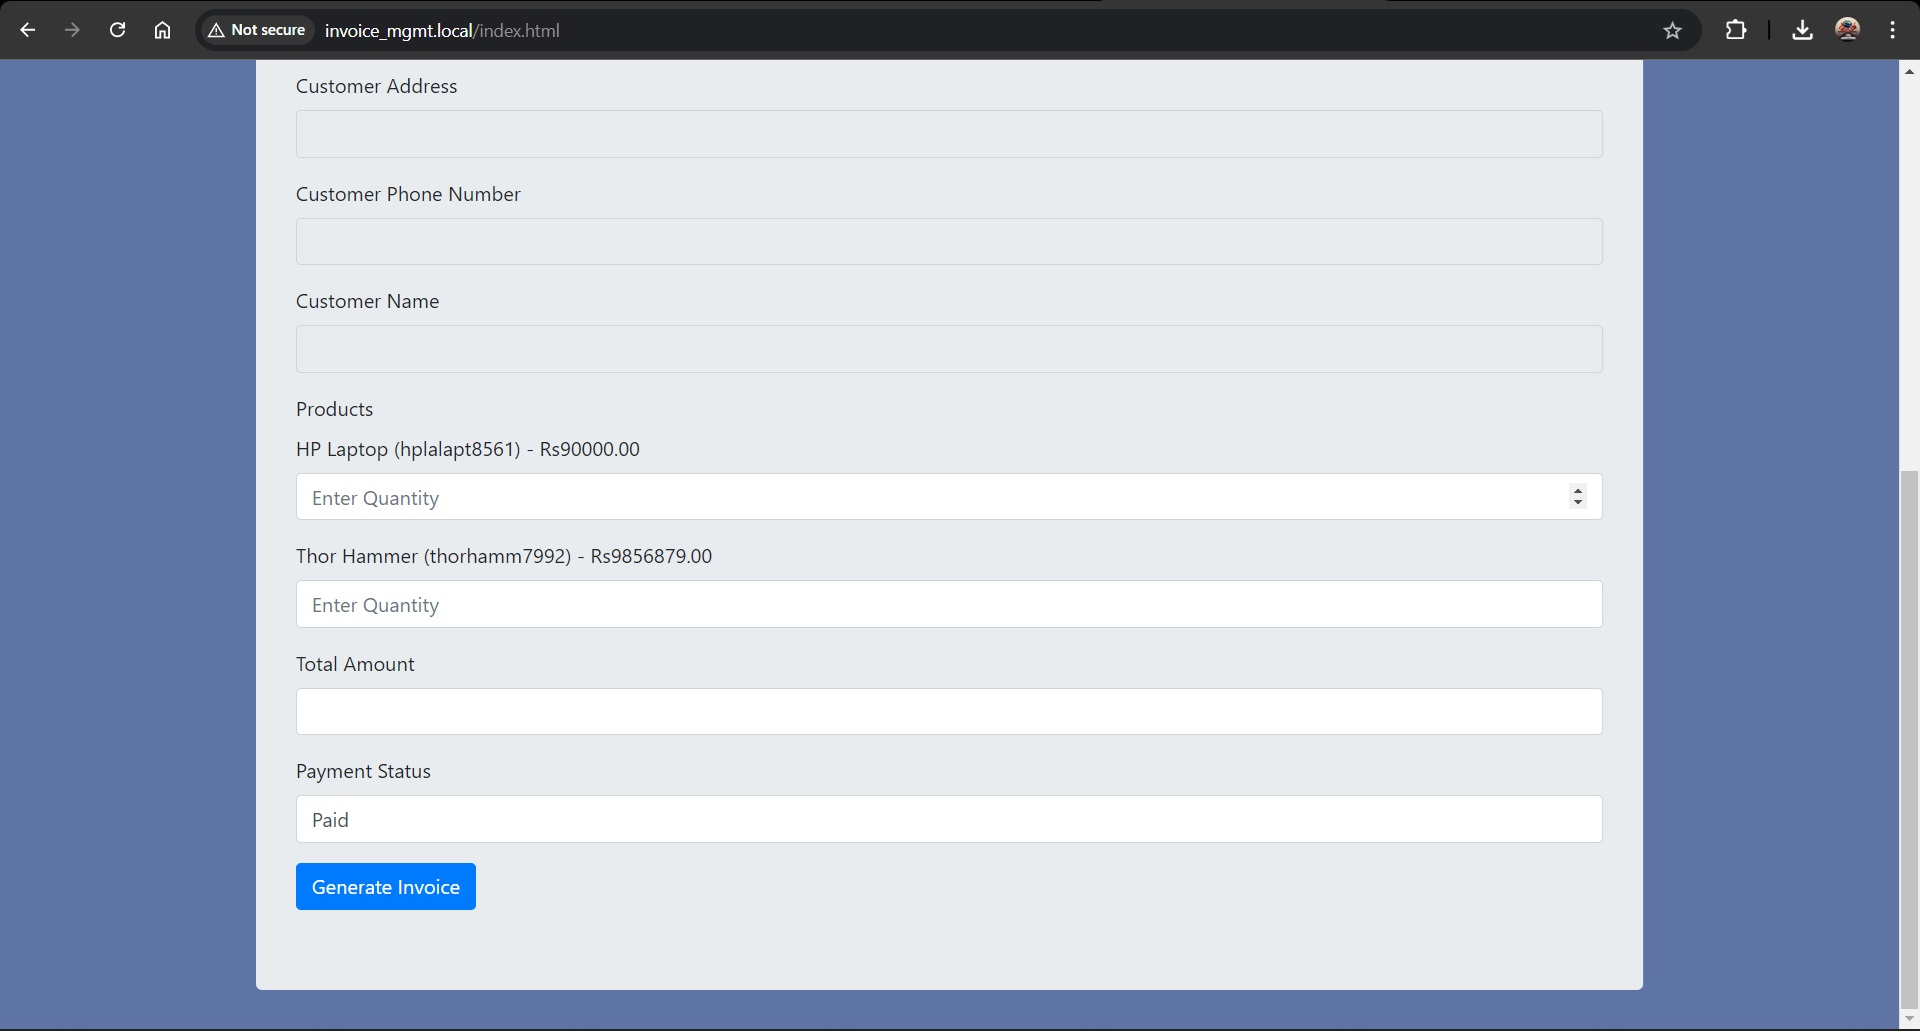 Not secure invoice_mgmt.local/index.html
Customer Address
Customer Phone Number
Customer Name
Products
HP Laptop (hplalapt8561) - Rs90000.00
Enter Quantity
Thor Hammer (thorhamm7992) - Rs9856879.00
Enter Quantity
Total Amount
Payment Status
Paid
Generate Invoice